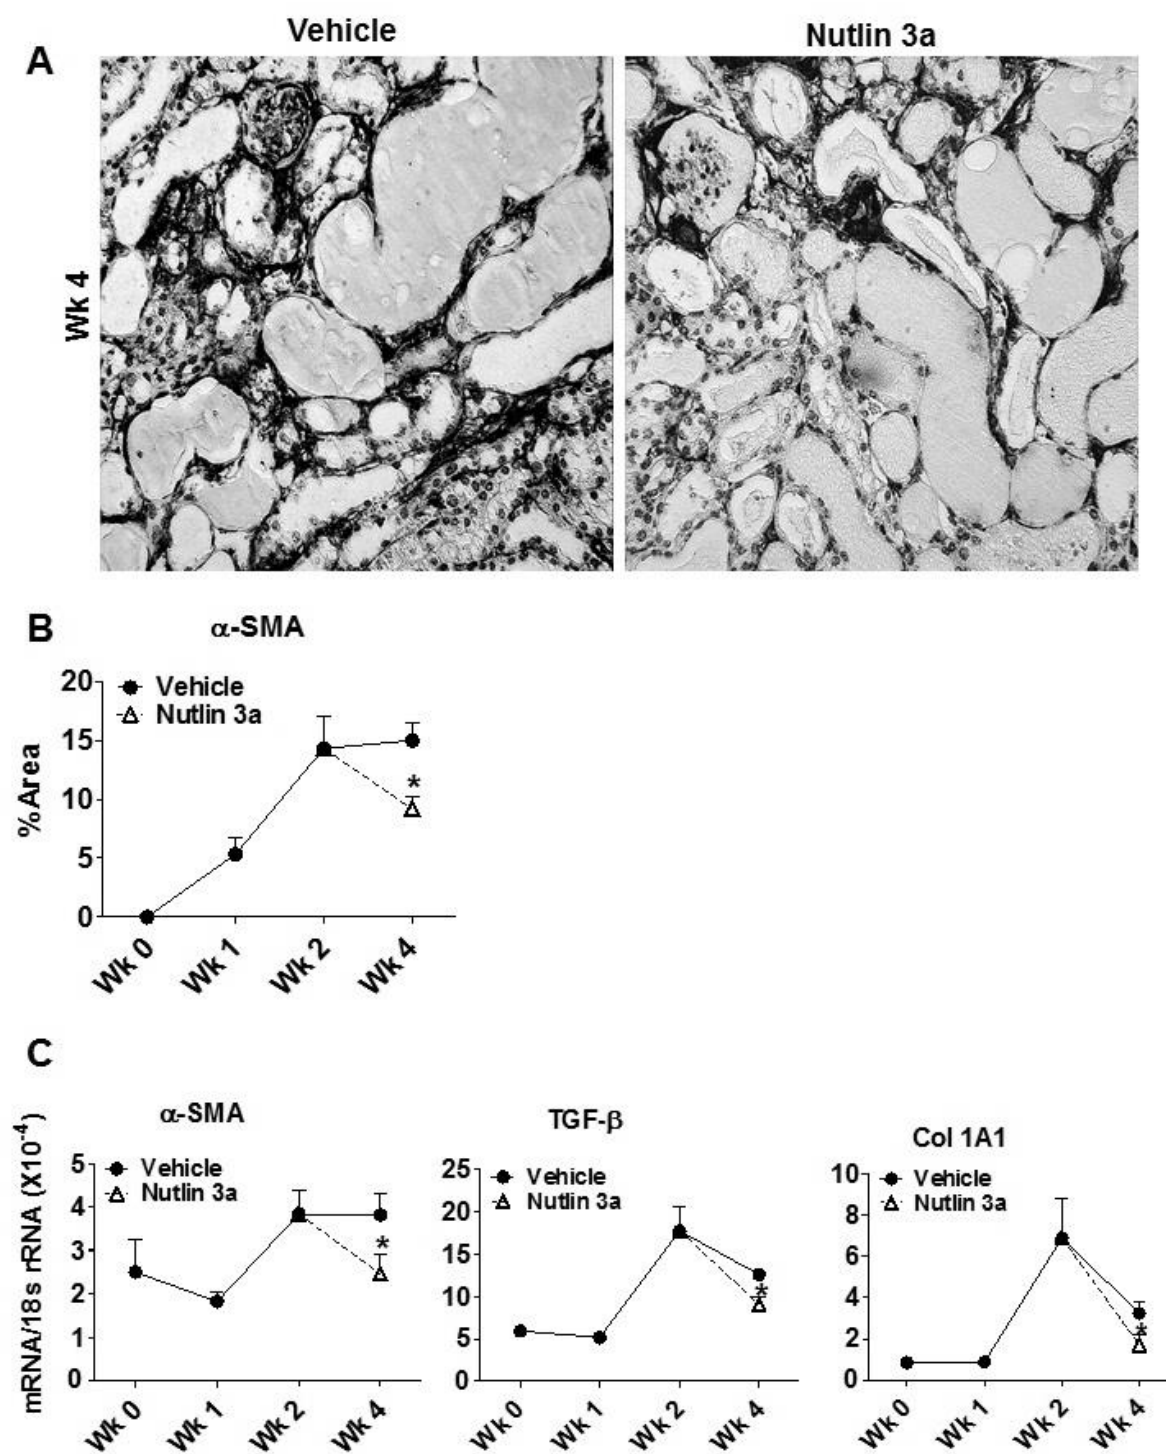 Vehicle
Nutlin 3a
A
Wk 4
B
α-SMA
%Area
20
15
10
5
0
Vehicle
Nutlin 3a
*
Wk 0
Wk 1
Wk 2
Wk 4
C
mRNA/18s rRNA (X10⁻⁴)
α-SMA
5
4
3
2
1
0
Vehicle
Nutlin 3a
*
Wk 0
Wk 1
Wk 2
Wk 4
TGF-β
25
20
15
10
5
0
Vehicle
Nutlin 3a
*
Wk 0
Wk 1
Wk 2
Wk 4
Col 1A1
10
8
6
4
2
0
Vehicle
Nutlin 3a
*
Wk 0
Wk 1
Wk 2
Wk 4